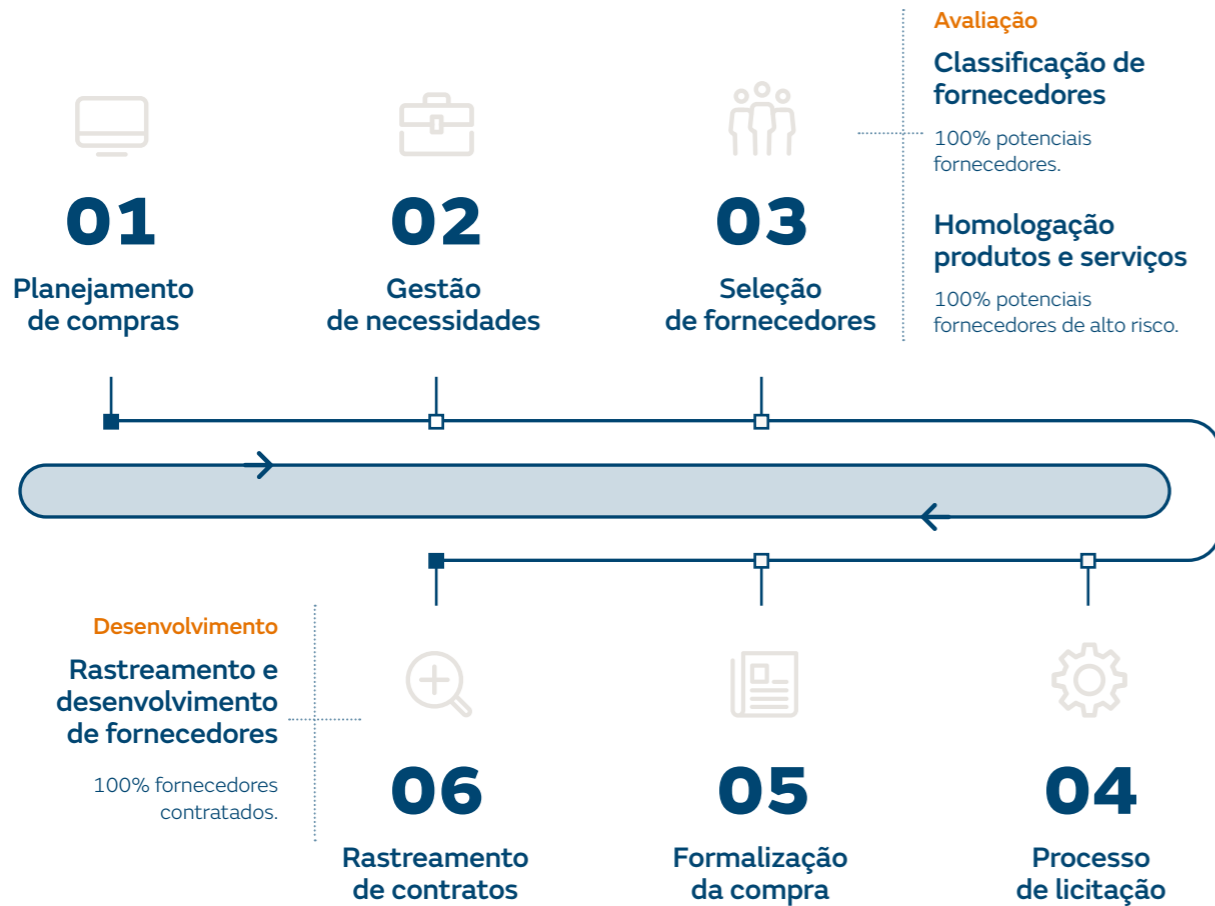 01
Planejamento
de compras
02
Gestão
de necessidades
03
Seleção
de fornecedores
Avaliação
Classificação de
fornecedores
100% potenciais
fornecedores.
Homologação
produtos e serviços
100% potenciais
fornecedores de alto risco.
Desenvolvimento
Rastreamento e
desenvolvimento
de fornecedores
100% fornecedores
contratados.
06
Rastreamento
de contratos
05
Formalização
da compra
04
Processo
de licitação